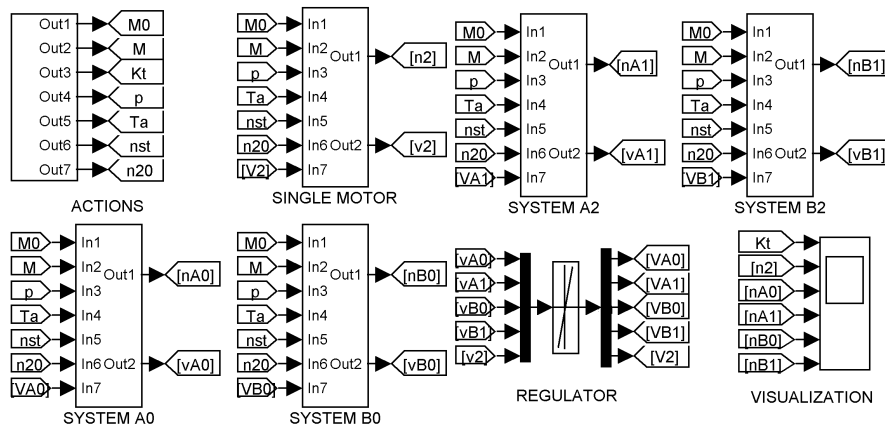 Out1 M0
Out2 M
Out3 Kt
Out4 p
Out5 Ta
Out6 nst
Out7 n20
ACTIONS
M0 In1
M In2
p In3
Ta In4
nst In5
n20 In6
[V2] In7
Out1 [n2]
Out2 [v2]
SINGLE MOTOR
M0 In1
M In2
p In3
Ta In4
nst In5
n20 In6
[VA1] In7
Out1 [nA1]
Out2 [vA1]
SYSTEM A2
M0 In1
M In2
p In3
Ta In4
nst In5
n20 In6
[VB1] In7
Out1 [nB1]
Out2 [vB1]
SYSTEM B2
M0 In1
M In2
p In3
Ta In4
nst In5
n20 In6
[VA0] In7
Out1 [nA0]
Out2 [vA0]
SYSTEM A0
M0 In1
M In2
p In3
Ta In4
nst In5
n20 In6
[VB0] In7
Out1 [nB0]
Out2 [vB0]
SYSTEM B0
[vA0] [VA0]
[vA1] [VA1]
[vB0] [VB0]
[vB1] [VB1]
[v2] [V2]
REGULATOR
Kt
[n2]
[nA0]
[nA1]
[nB0]
[nB1]
VISUALIZATION